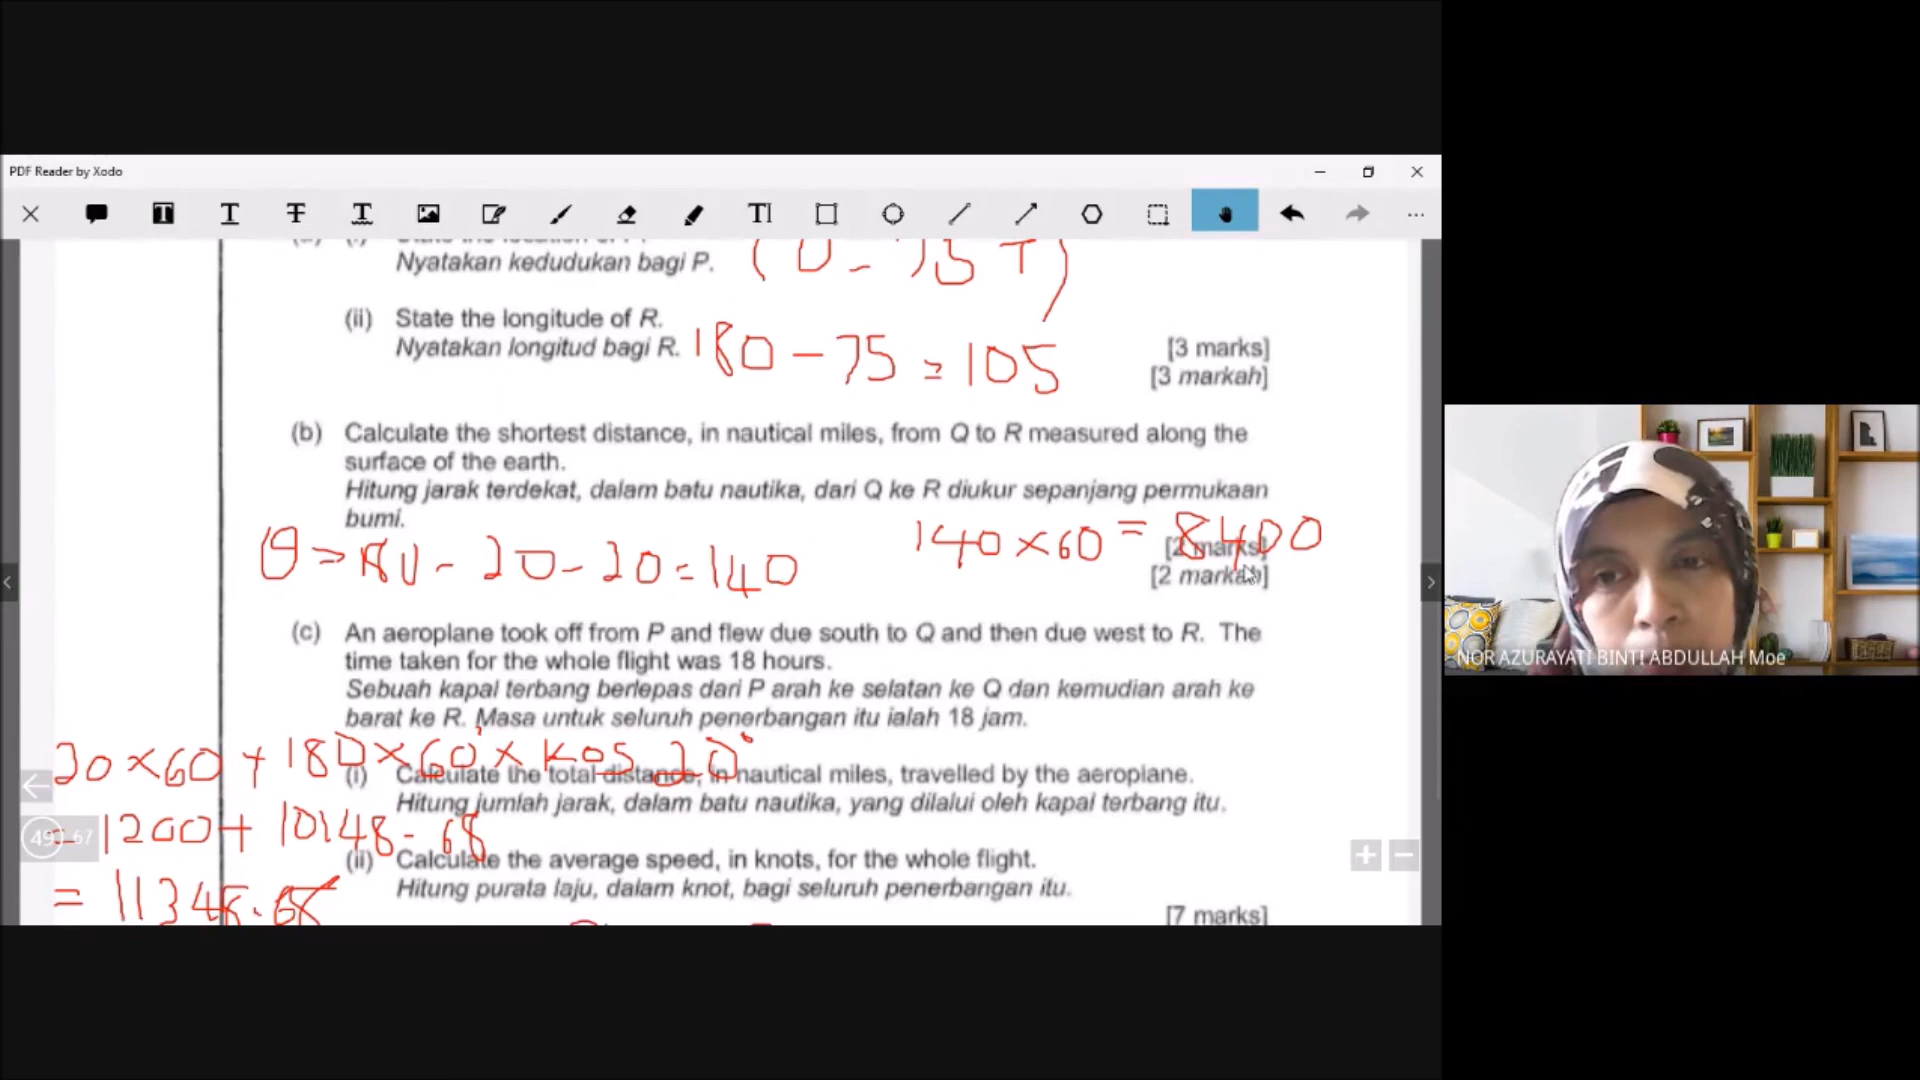 PDF Reader by Xodo
Nyatakan kedudukan bagi P.
(ii) State the longitude of R.
Nyatakan longitud bagi R. 180 - 75 = 105
[3 marks]
[3 markah]
(b) Calculate the shortest distance, in nautical miles, from Q to R measured along the
surface of the earth.
Hitung jarak terdekat, dalam batu nautika, dari Q ke R diukur sepanjang permukaan
bumi.
140 × 60 = 8400
[2 marks]
[2 markah]
θ = 180 - 20 - 20 = 140
(c) An aeroplane took off from P and flew due south to Q and then due west to R. The
time taken for the whole flight was 18 hours.
Sebuah kapal terbang berlepas dari P arah ke selatan ke Q dan kemudian arah ke
barat ke R. Masa untuk seluruh penerbangan itu ialah 18 jam.
20 × 60 + 180 × 60' × kos 20°
(i) Calculate the total distance, in nautical miles, travelled by the aeroplane.
Hitung jumlah jarak, dalam batu nautika, yang dilalui oleh kapal terbang itu.
= 1200 + 10148.68
(ii) Calculate the average speed, in knots, for the whole flight.
Hitung purata laju, dalam knot, bagi seluruh penerbangan itu.
= 11348.68
[7 marks]
NOR AZURAYATI BINTI ABDULLAH Moe